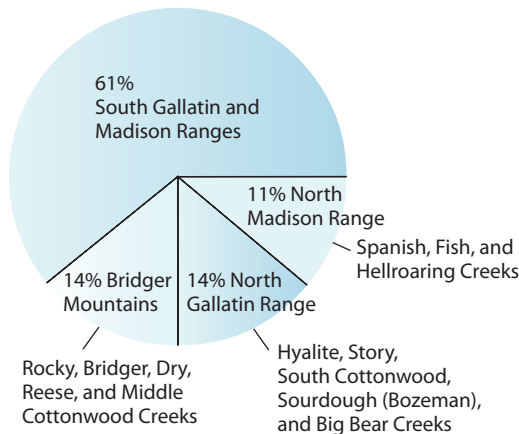 61%
South Gallatin and
Madison Ranges
11% North
Madison Range
Spanish, Fish, and
Hellroaring Creeks
14% Bridger
Mountains
14% North
Gallatin Range
Rocky, Bridger, Dry,
Reese, and Middle
Cottonwood Creeks
Hyalite, Story,
South Cottonwood,
Sourdough (Bozeman),
and Big Bear Creeks